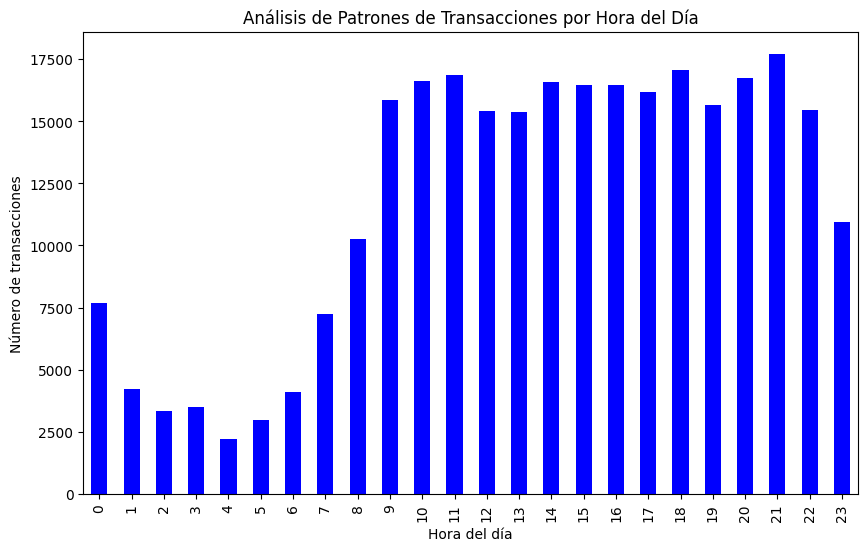 Análisis de Patrones de Transacciones por Hora del Día
Número de transacciones
17500
15000
12500
10000
7500
5000
2500
0
0 1 2 3 4 5 6 7 8 9 10 11 12 13 14 15 16 17 18 19 20 21 22 23
Hora del día